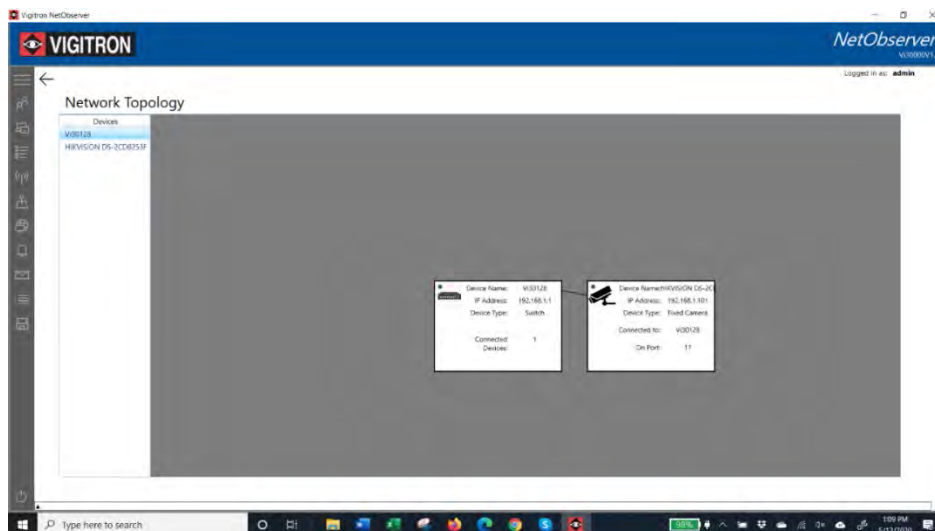 Vigitron NetObserver
VIGITRON
NetObserver
Logged in as: admin
Network Topology
Devices
Vi30128
HIKVISION DS-2CD8253F
Device Name: Vi30128
IP Address: 192.168.1.1
Device Type: Switch
Connected Devices: 1
Device Name: HIKVISION DS-2C
IP Address: 192.168.1.101
Device Type: Fixed Camera
Connected to: Vi30128
On Port: 17
Type here to search
98%
1:09 PM